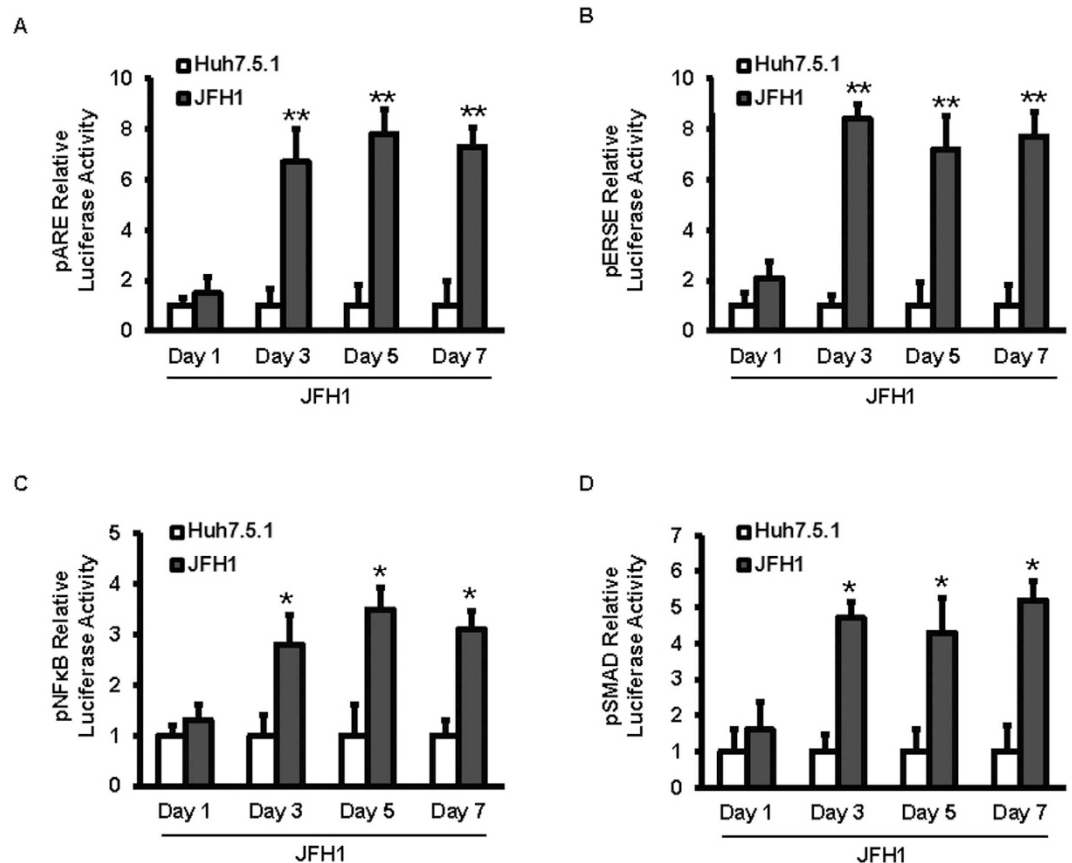 A
Huh7.5.1
JFH1
pARE Relative
Luciferase Activity
10
8
6
4
2
0
** ** **
Day 1 Day 3 Day 5 Day 7
JFH1
B
Huh7.5.1
JFH1
pERSE Relative
Luciferase Activity
10
8
6
4
2
0
** ** **
Day 1 Day 3 Day 5 Day 7
JFH1
C
Huh7.5.1
JFH1
pNFκB Relative
Luciferase Activity
5
4
3
2
1
0
* * *
Day 1 Day 3 Day 5 Day 7
JFH1
D
Huh7.5.1
JFH1
pSMAD Relative
Luciferase Activity
7
6
5
4
3
2
1
0
* * *
Day 1 Day 3 Day 5 Day 7
JFH1